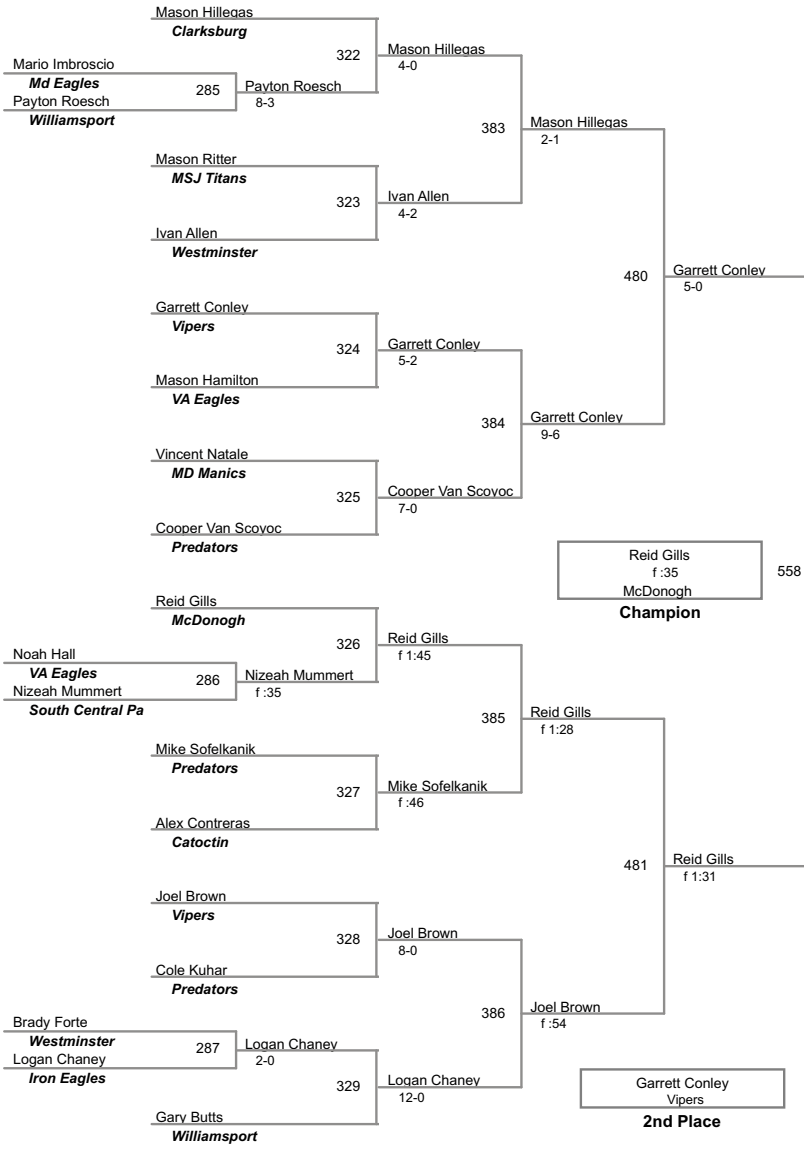 Mason Hillegas
Clarksburg
322
Mason Hillegas
4-0
Mario Imbroscio
Md Eagles
285
Payton Roesch
8-3
Payton Roesch
Williamsport
383
Mason Hillegas
2-1
Mason Ritter
MSJ Titans
323
Ivan Allen
4-2
Ivan Allen
Westminster
480
Garrett Conley
5-0
Garrett Conley
Vipers
324
Garrett Conley
5-2
Mason Hamilton
VA Eagles
384
Garrett Conley
9-6
Vincent Natale
MD Manics
325
Cooper Van Scoyoc
7-0
Cooper Van Scoyoc
Predators
Reid Gills
f :35
McDonogh
558
Champion
Reid Gills
McDonogh
326
Reid Gills
f 1:45
Noah Hall
VA Eagles
286
Nizeah Mummert
f :35
Nizeah Mummert
South Central Pa
385
Reid Gills
f 1:28
Mike Sofelkanik
Predators
327
Mike Sofelkanik
f :46
Alex Contreras
Catoctin
481
Reid Gills
f 1:31
Joel Brown
Vipers
328
Joel Brown
8-0
Cole Kuhar
Predators
386
Joel Brown
f :54
Brady Forte
Westminster
287
Logan Chaney
2-0
Logan Chaney
Iron Eagles
329
Logan Chaney
12-0
Gary Butts
Williamsport
Garrett Conley
Vipers
2nd Place